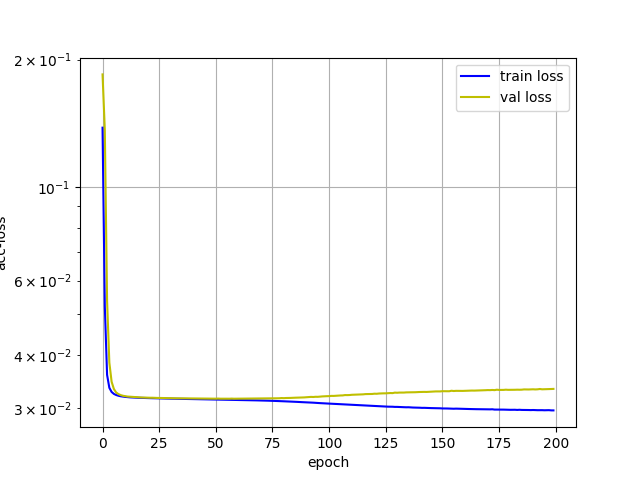 2 × 10⁻¹
10⁻¹
6 × 10⁻²
4 × 10⁻²
3 × 10⁻²
acc-loss
train loss
val loss
0 25 50 75 100 125 150 175 200
epoch